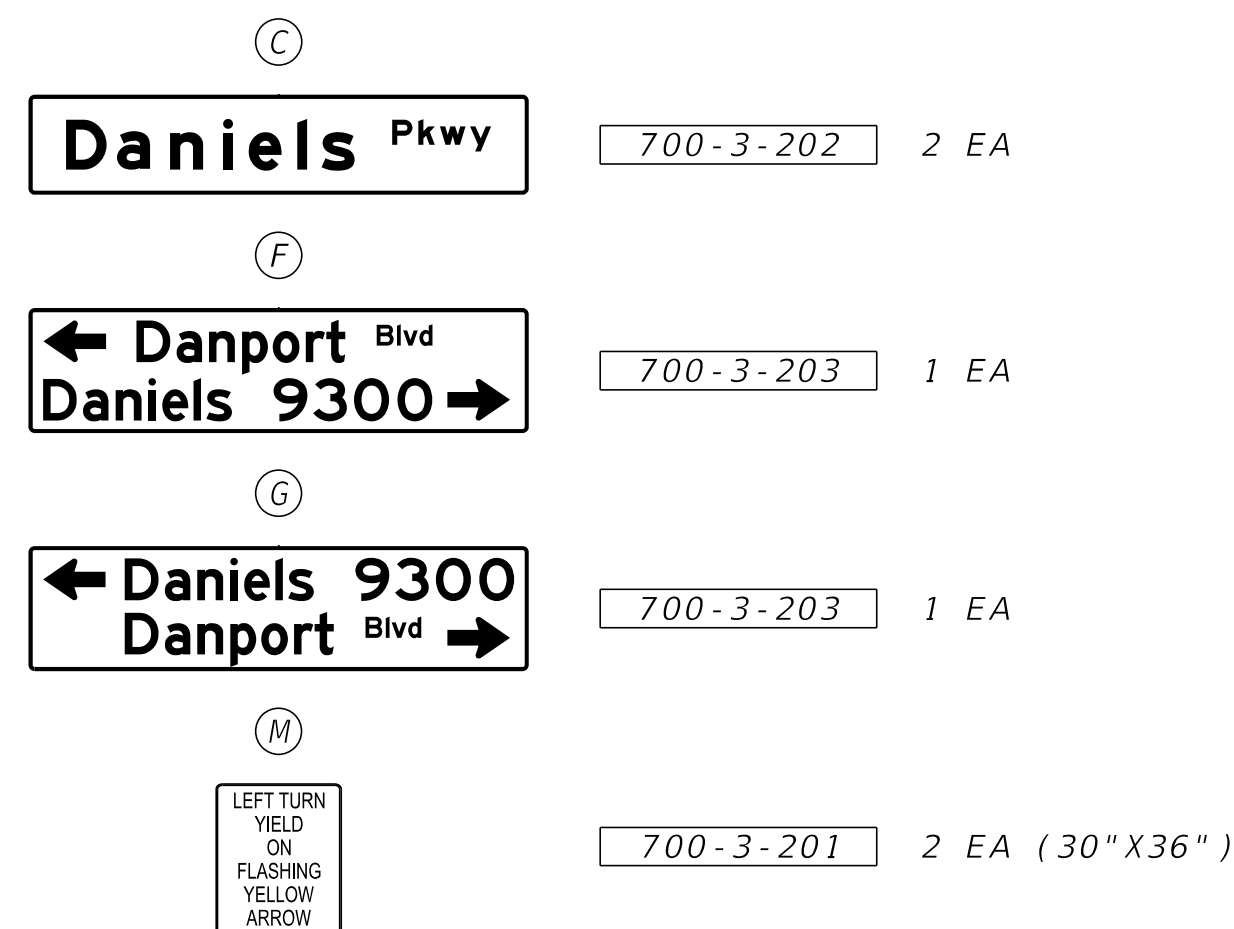 C
Daniels Pkwy
700-3-202 2 EA
F
← Danport Blvd
Daniels 9300 →
700-3-203 1 EA
G
← Daniels 9300
Danport Blvd →
700-3-203 1 EA
M
LEFT TURN
YIELD
ON
FLASHING
YELLOW
ARROW
700-3-201 2 EA (30"X36")